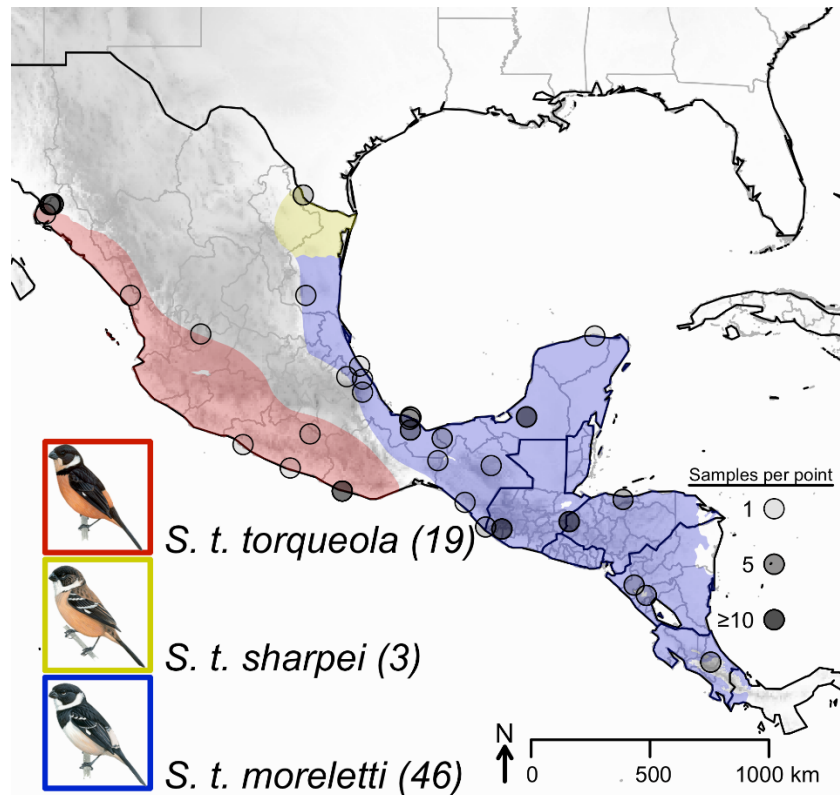 S. t. torqueola (19)
S. t. sharpei (3)
S. t. moreletti (46)
Samples per point
1
5
≥10
N
0 500 1000 km